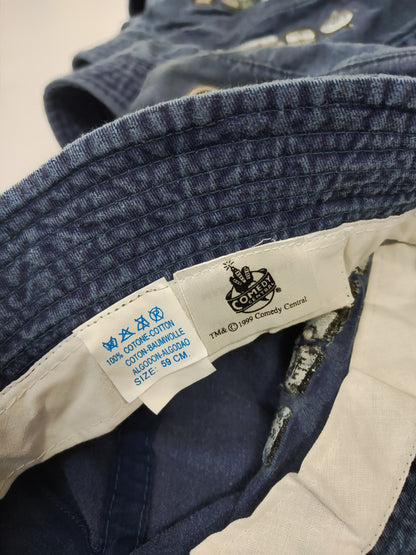 100% COTONE-COTTON
COTON-BAUMWOLLE
ALGODON-ALGODAO
SIZE: 59 CM.
COMEDY
CENTRAL
®
TM& © 1999 Comedy Central